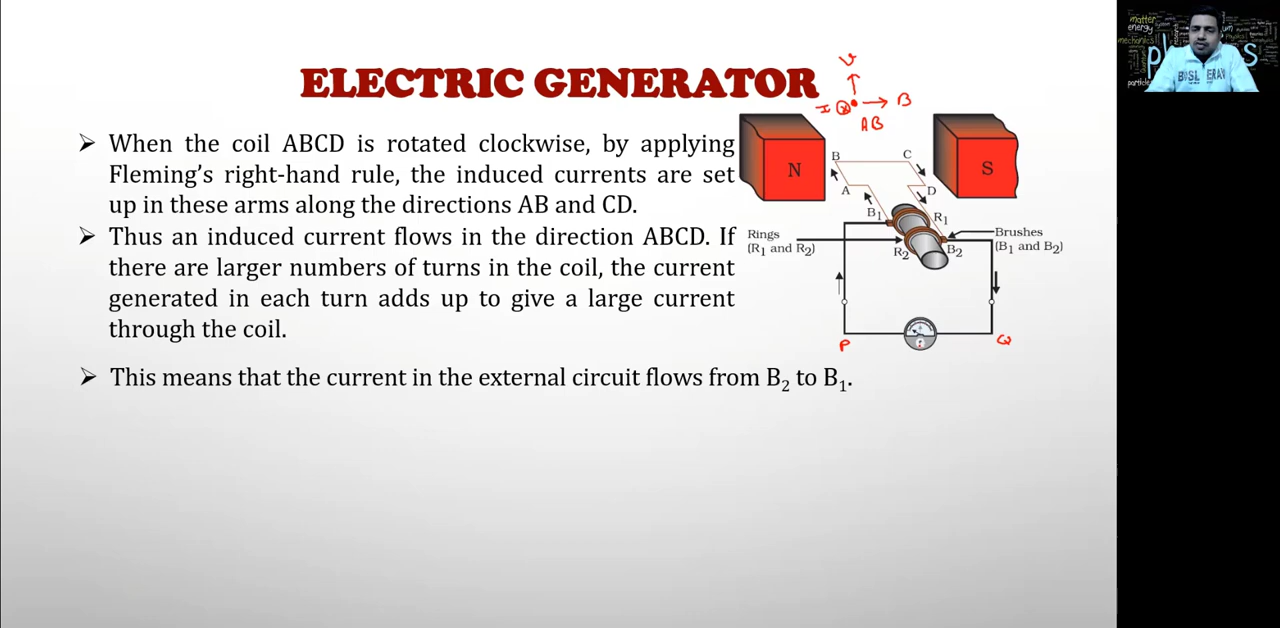 ELECTRIC GENERATOR
➢ When the coil ABCD is rotated clockwise, by applying
Fleming's right-hand rule, the induced currents are set
up in these arms along the directions AB and CD.
➢ Thus an induced current flows in the direction ABCD. If
there are larger numbers of turns in the coil, the current
generated in each turn adds up to give a large current
through the coil.
➢ This means that the current in the external circuit flows from B₂ to B₁.
V
I ⊗ B
AB
N
S
B
C
A
D
B₁
R₁
Rings
(R₁ and R₂)
R₂
B₂
Brushes
(B₁ and B₂)
P
Q
matter
energy
mechanics
particle